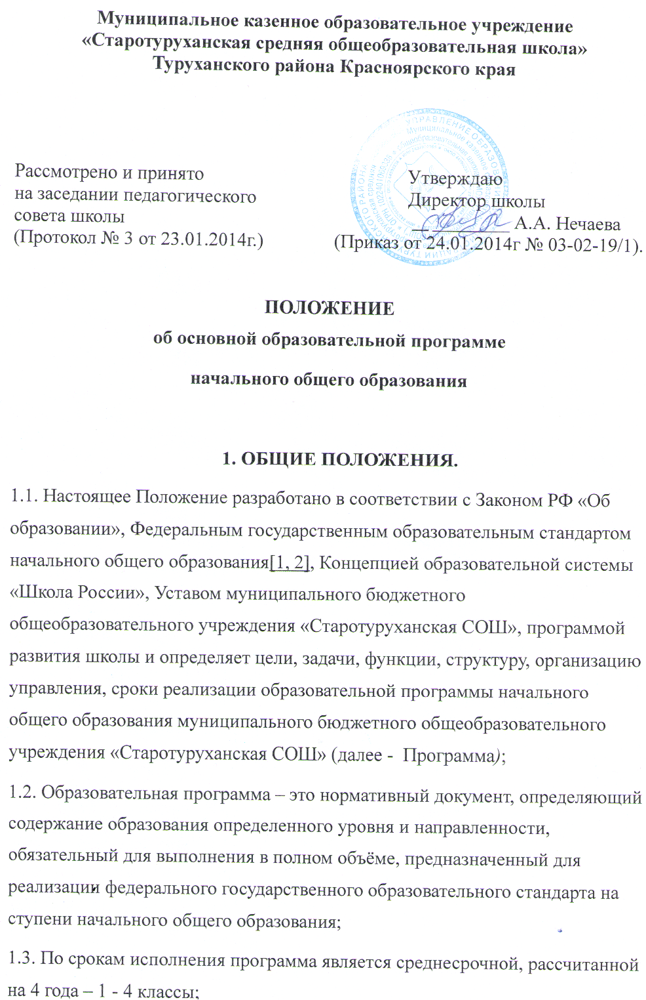 Муниципальное казенное образовательное учреждение
«Старотуруханская средняя общеобразовательная школа»
Туруханского района Красноярского края
Рассмотрено и принято
на заседании педагогического
совета школы
(Протокол № 3 от 23.01.2014г.)
Утверждаю
Директор школы
__ ________ А.А. Нечаева
(Приказ от 24.01.2014г № 03-02-19/1).
УПРАВЛЕНИЕ ОБРАЗОВАНИЯ
Муниципальное казенное
ПОЛОЖЕНИЕ
об основной образовательной программе
начального общего образования
1. ОБЩИЕ ПОЛОЖЕНИЯ.
1.1. Настоящее Положение разработано в соответствии с Законом РФ «Об
образовании», Федеральным государственным образовательным стандартом
начального общего образования[1, 2], Концепцией образовательной системы
«Школа России», Уставом муниципального бюджетного
общеобразовательного учреждения «Старотуруханская СОШ», программой
развития школы и определяет цели, задачи, функции, структуру, организацию
управления, сроки реализации образовательной программы начального
общего образования муниципального бюджетного общеобразовательного
учреждения «Старотуруханская СОШ» (далее - Программа);
1.2. Образовательная программа – это нормативный документ, определяющий
содержание образования определенного уровня и направленности,
обязательный для выполнения в полном объёме, предназначенный для
реализации федерального государственного образовательного стандарта на
ступени начального общего образования;
1.3. По срокам исполнения программа является среднесрочной, рассчитанной
на 4 года – 1 - 4 классы;